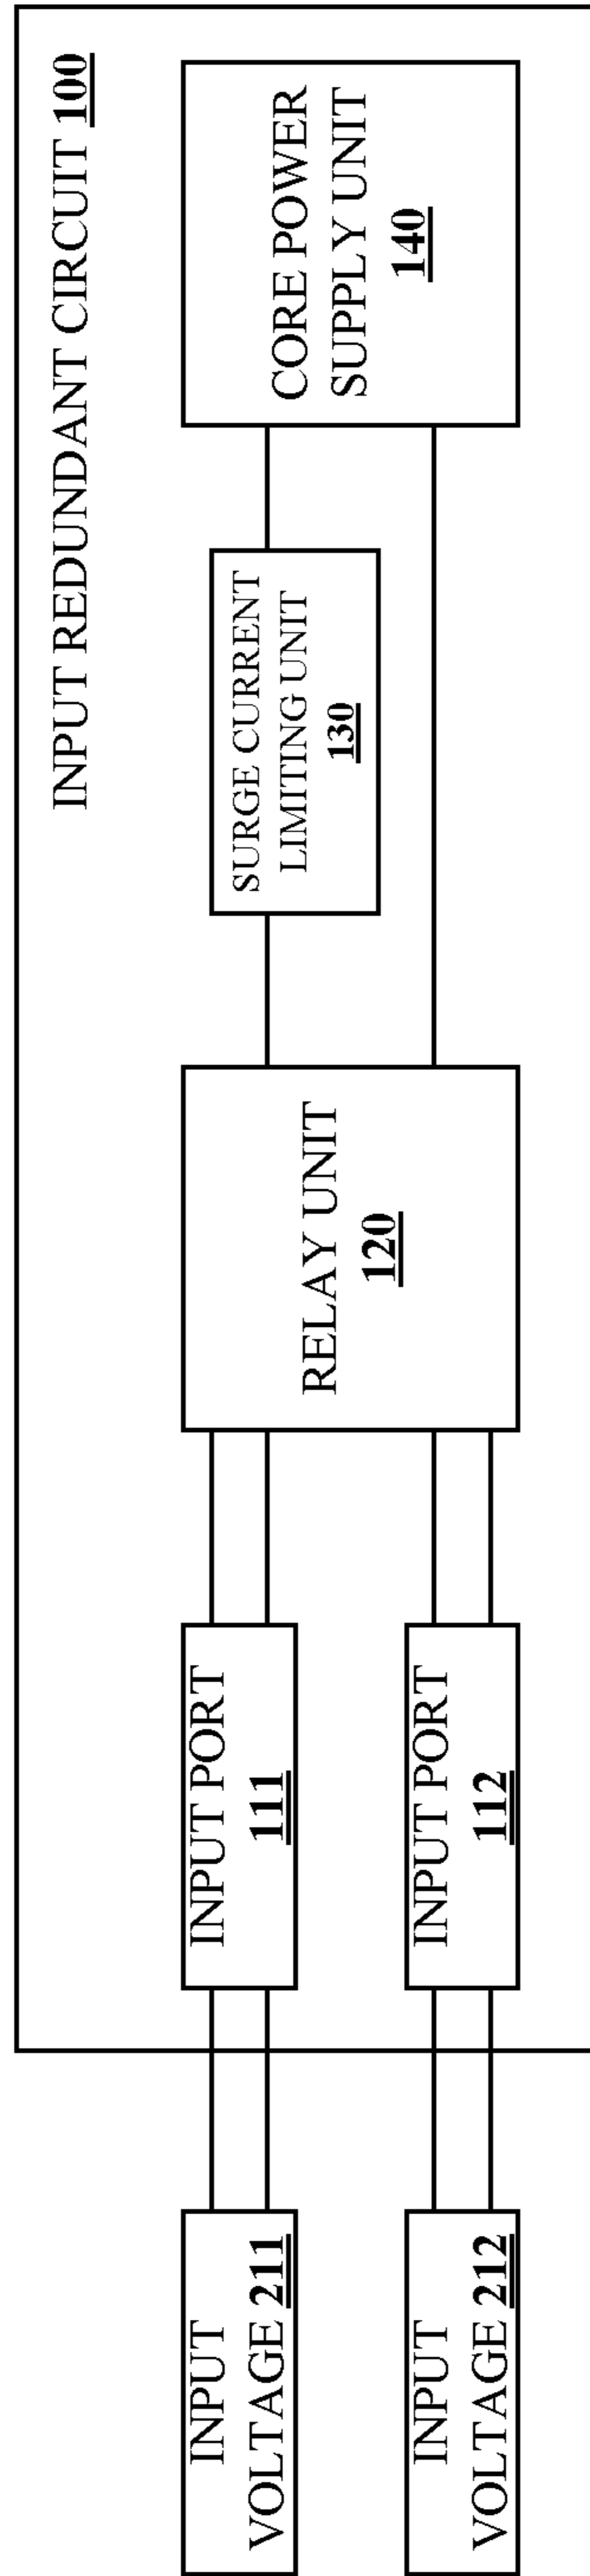 INPUT REDUNDANT CIRCUIT 100
INPUT
VOLTAGE 211
INPUT PORT
111
INPUT
VOLTAGE 212
INPUT PORT
112
RELAY UNIT
120
SURGE CURRENT
LIMITING UNIT
130
CORE POWER
SUPPLY UNIT
140